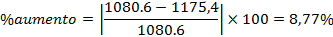 %aumento = |(1080.6 − 1175,4)/1080.6| × 100 = 8,77%